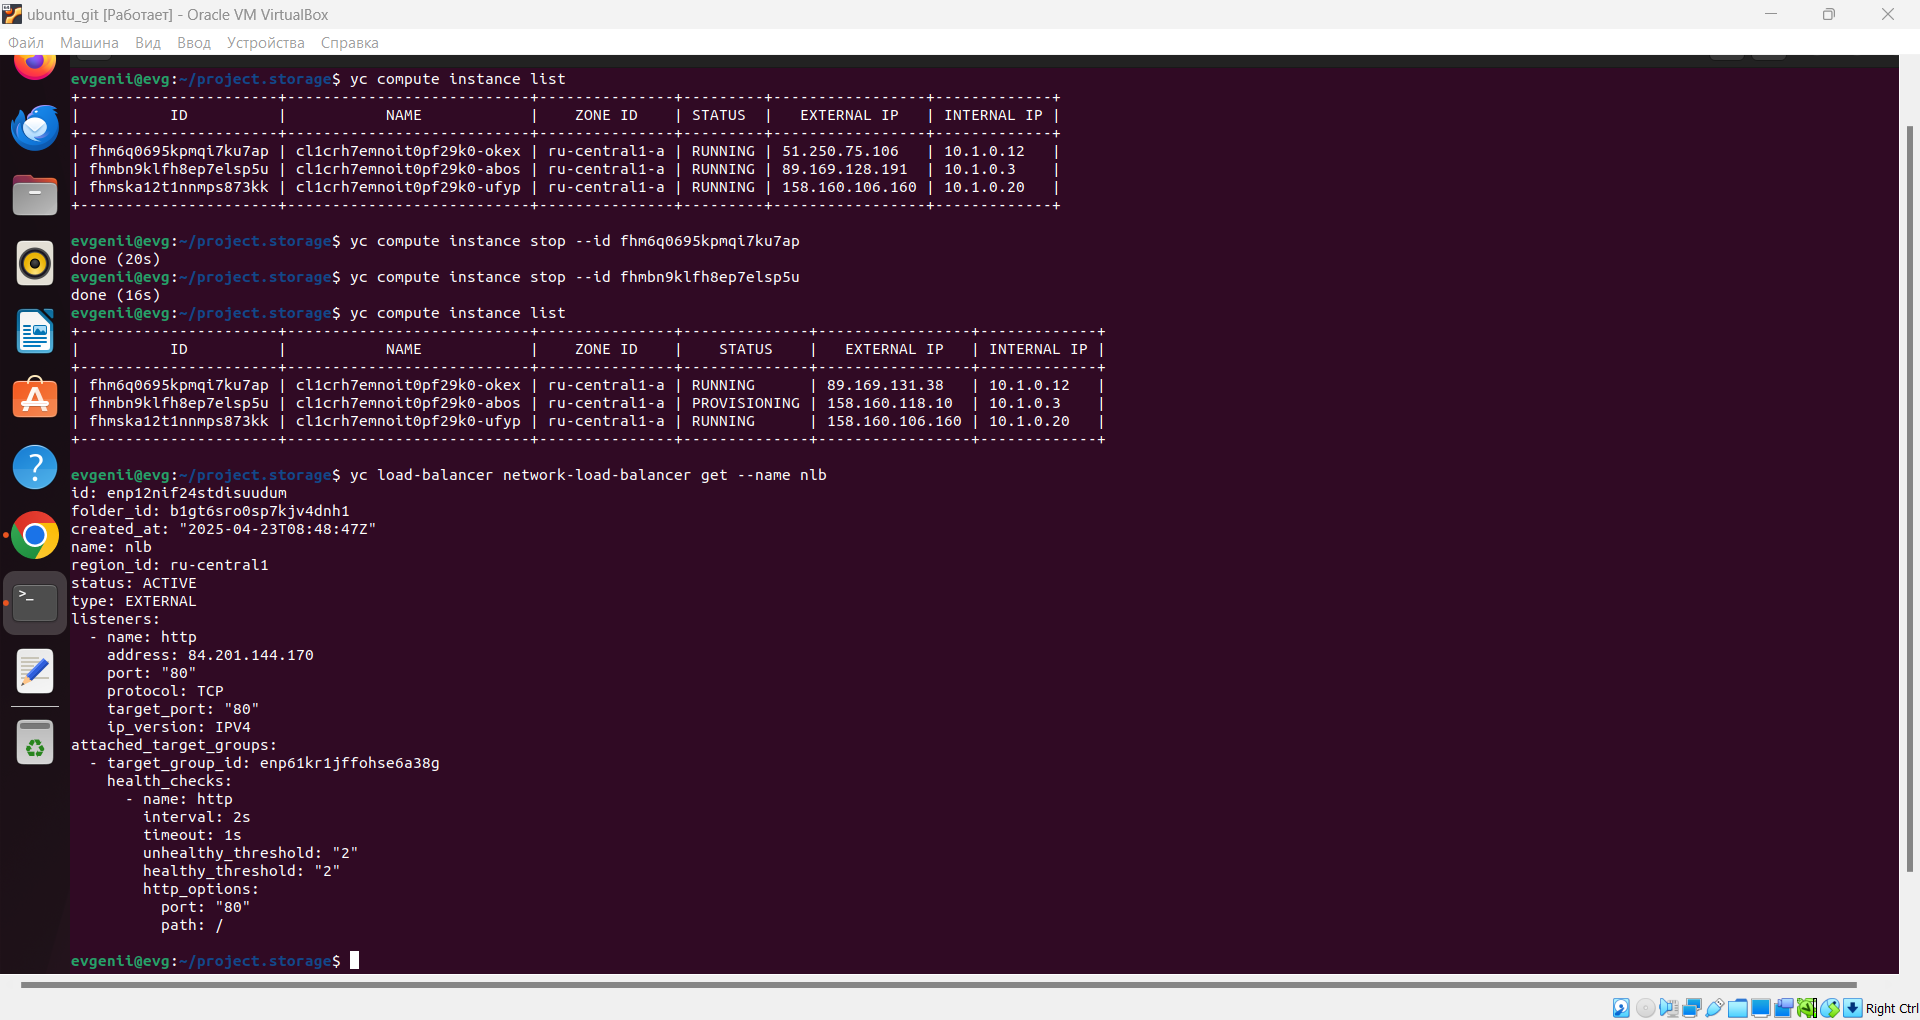 ubuntu_git [Работает] - Oracle VM VirtualBox
Файл Машина Вид Ввод Устройства Справка
evgenii@evg:~/project.storage$ yc compute instance list
+----------------------+---------------------------+---------------+---------+-----------------+-------------+
|          ID          |           NAME            |    ZONE ID    | STATUS  |   EXTERNAL IP   | INTERNAL IP |
+----------------------+---------------------------+---------------+---------+-----------------+-------------+
| fhm6q0695kpmqi7ku7ap | cl1crh7emnoit0pf29k0-okex | ru-central1-a | RUNNING | 51.250.75.106   | 10.1.0.12   |
| fhmbn9klfh8ep7elsp5u | cl1crh7emnoit0pf29k0-abos | ru-central1-a | RUNNING | 89.169.128.191  | 10.1.0.3    |
| fhmska12t1nnmps873kk | cl1crh7emnoit0pf29k0-ufyp | ru-central1-a | RUNNING | 158.160.106.160 | 10.1.0.20   |
+----------------------+---------------------------+---------------+---------+-----------------+-------------+
evgenii@evg:~/project.storage$ yc compute instance stop --id fhm6q0695kpmqi7ku7ap
done (20s)
evgenii@evg:~/project.storage$ yc compute instance stop --id fhmbn9klfh8ep7elsp5u
done (16s)
evgenii@evg:~/project.storage$ yc compute instance list
+----------------------+---------------------------+---------------+--------------+-----------------+-------------+
|          ID          |           NAME            |    ZONE ID    |    STATUS    |   EXTERNAL IP   | INTERNAL IP |
+----------------------+---------------------------+---------------+--------------+-----------------+-------------+
| fhm6q0695kpmqi7ku7ap | cl1crh7emnoit0pf29k0-okex | ru-central1-a | RUNNING      | 89.169.131.38   | 10.1.0.12   |
| fhmbn9klfh8ep7elsp5u | cl1crh7emnoit0pf29k0-abos | ru-central1-a | PROVISIONING | 158.160.118.10  | 10.1.0.3    |
| fhmska12t1nnmps873kk | cl1crh7emnoit0pf29k0-ufyp | ru-central1-a | RUNNING      | 158.160.106.160 | 10.1.0.20   |
+----------------------+---------------------------+---------------+--------------+-----------------+-------------+
evgenii@evg:~/project.storage$ yc load-balancer network-load-balancer get --name nlb
id: enp12nif24stdisuudum
folder_id: b1gt6sro0sp7kjv4dnh1
created_at: "2025-04-23T08:48:47Z"
name: nlb
region_id: ru-central1
status: ACTIVE
type: EXTERNAL
listeners:
  - name: http
    address: 84.201.144.170
    port: "80"
    protocol: TCP
    target_port: "80"
    ip_version: IPV4
attached_target_groups:
  - target_group_id: enp61kr1jffohse6a38g
    health_checks:
      - name: http
        interval: 2s
        timeout: 1s
        unhealthy_threshold: "2"
        healthy_threshold: "2"
        http_options:
          port: "80"
          path: /
evgenii@evg:~/project.storage$
Right Ctrl